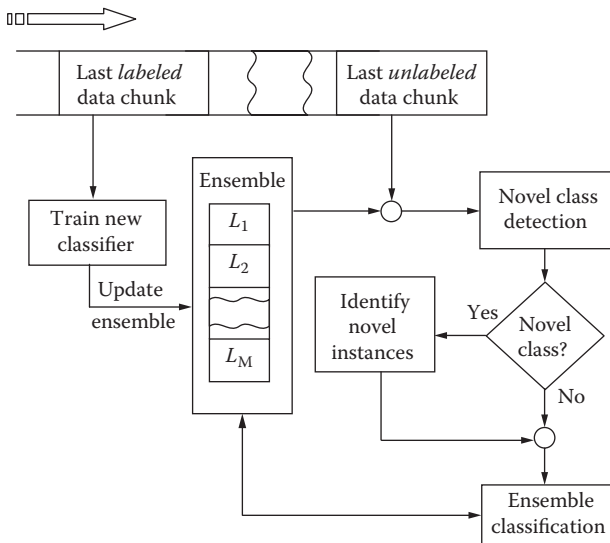 Last labeled
data chunk
Last unlabeled
data chunk
Ensemble
Train new
classifier
L1
L2
LM
Update
ensemble
Novel class
detection
Identify
novel
instances
Yes
Novel
class?
No
Ensemble
classification